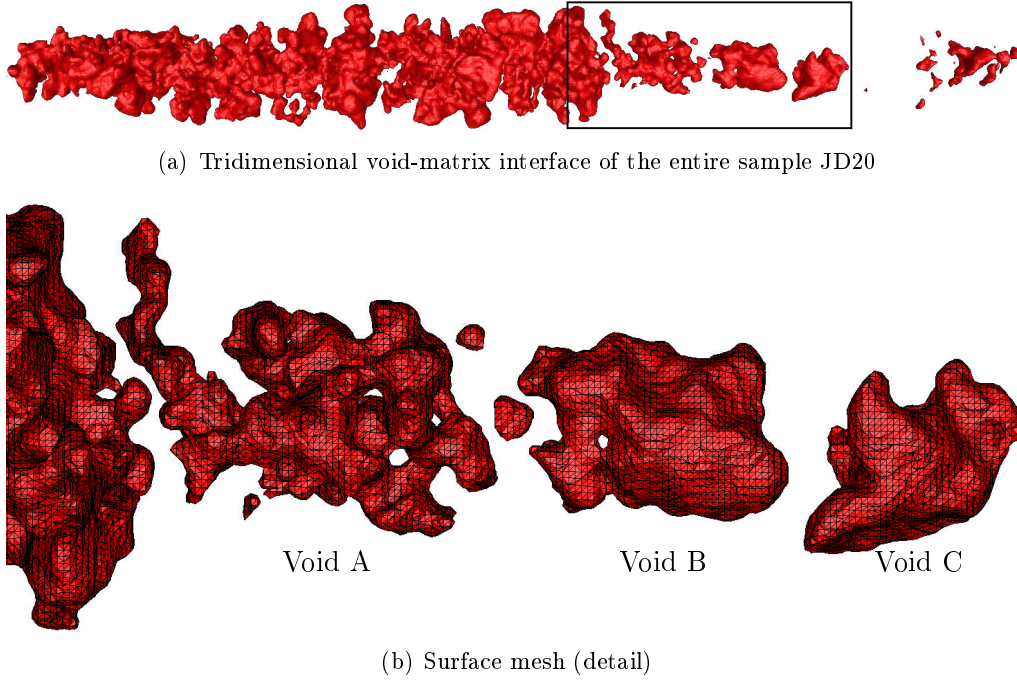 (a) Tridimensional void-matrix interface of the entire sample JD20
Void A
Void B
Void C
(b) Surface mesh (detail)